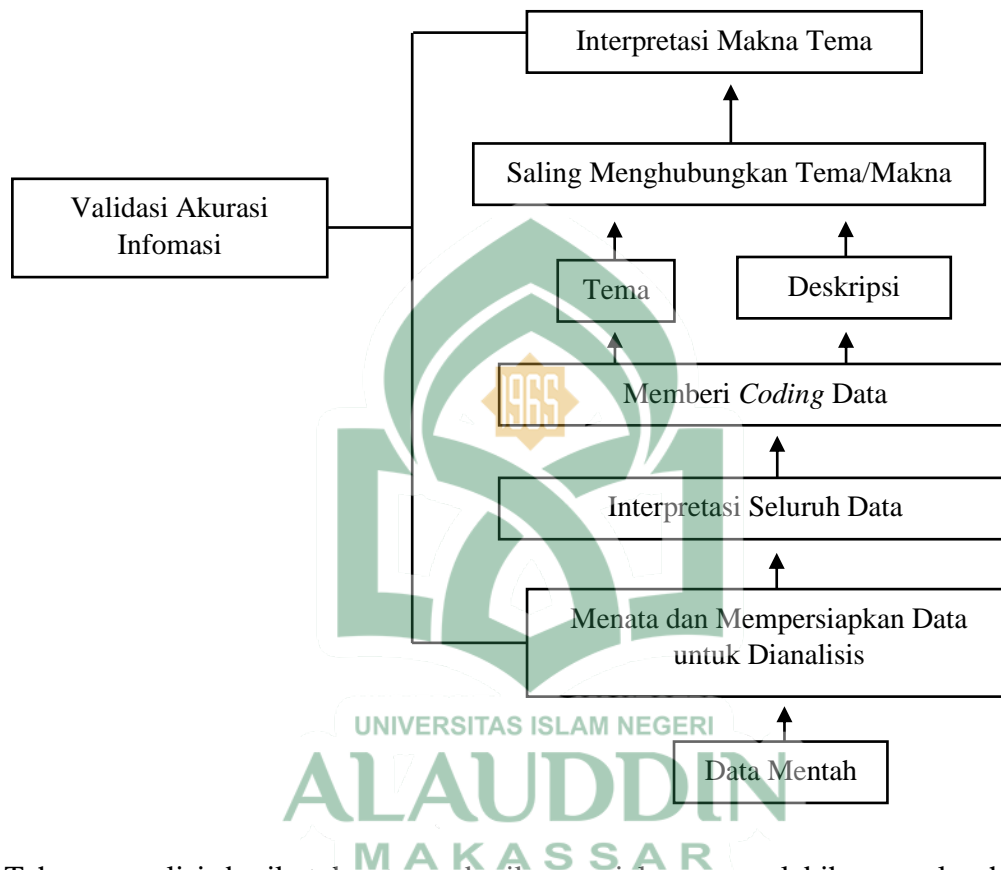 Interpretasi Makna Tema
Saling Menghubungkan Tema/Makna
Validasi Akurasi
Infomasi
Tema
Deskripsi
1965
Memberi Coding Data
Interpretasi Seluruh Data
Menata dan Mempersiapkan Data
untuk Dianalisis
UNIVERSITAS ISLAM NEGERI
Data Mentah
ALAUDDIN
MAKASSAR